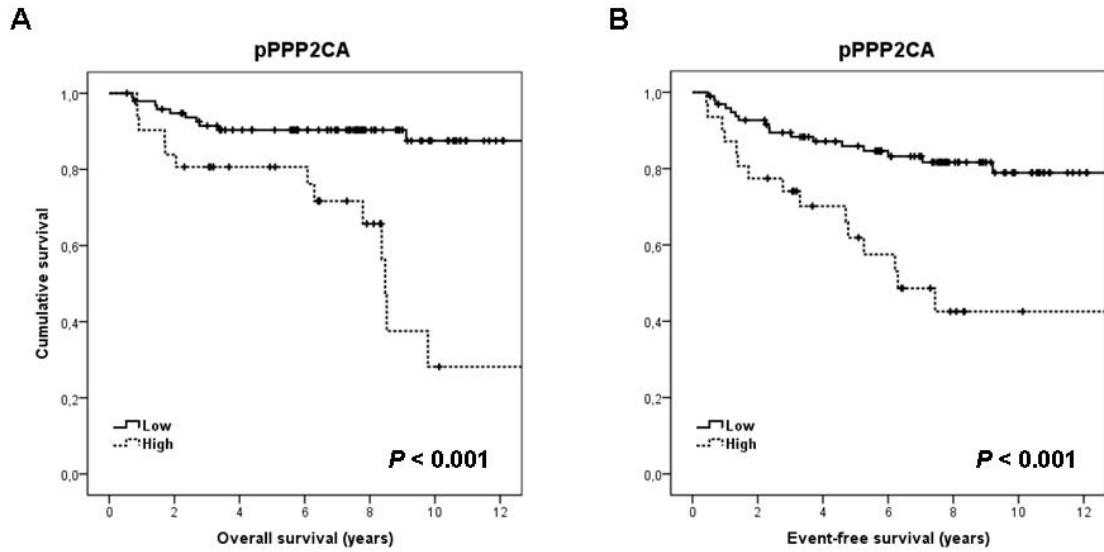 A
pPPP2CA
Cumulative survival
1,0
0,8
0,6
0,4
0,2
0,0
Low
High
P < 0.001
0 2 4 6 8 10 12
Overall survival (years)
B
pPPP2CA
1,0
0,8
0,6
0,4
0,2
0,0
Low
High
P < 0.001
0 2 4 6 8 10 12
Event-free survival (years)